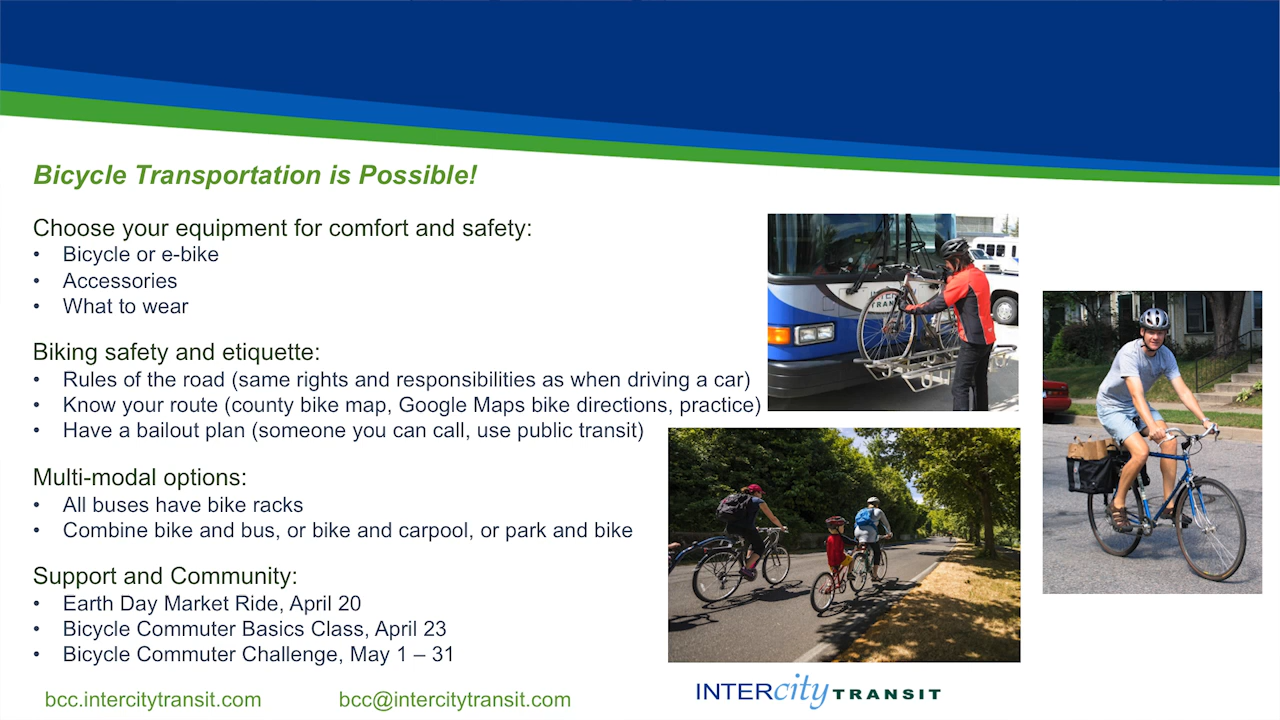 Bicycle Transportation is Possible!
Choose your equipment for comfort and safety:
• Bicycle or e-bike
• Accessories
• What to wear
Biking safety and etiquette:
• Rules of the road (same rights and responsibilities as when driving a car)
• Know your route (county bike map, Google Maps bike directions, practice)
• Have a bailout plan (someone you can call, use public transit)
Multi-modal options:
• All buses have bike racks
• Combine bike and bus, or bike and carpool, or park and bike
Support and Community:
• Earth Day Market Ride, April 20
• Bicycle Commuter Basics Class, April 23
• Bicycle Commuter Challenge, May 1 – 31
bcc.intercitytransit.com bcc@intercitytransit.com
INTERcity TRANSIT